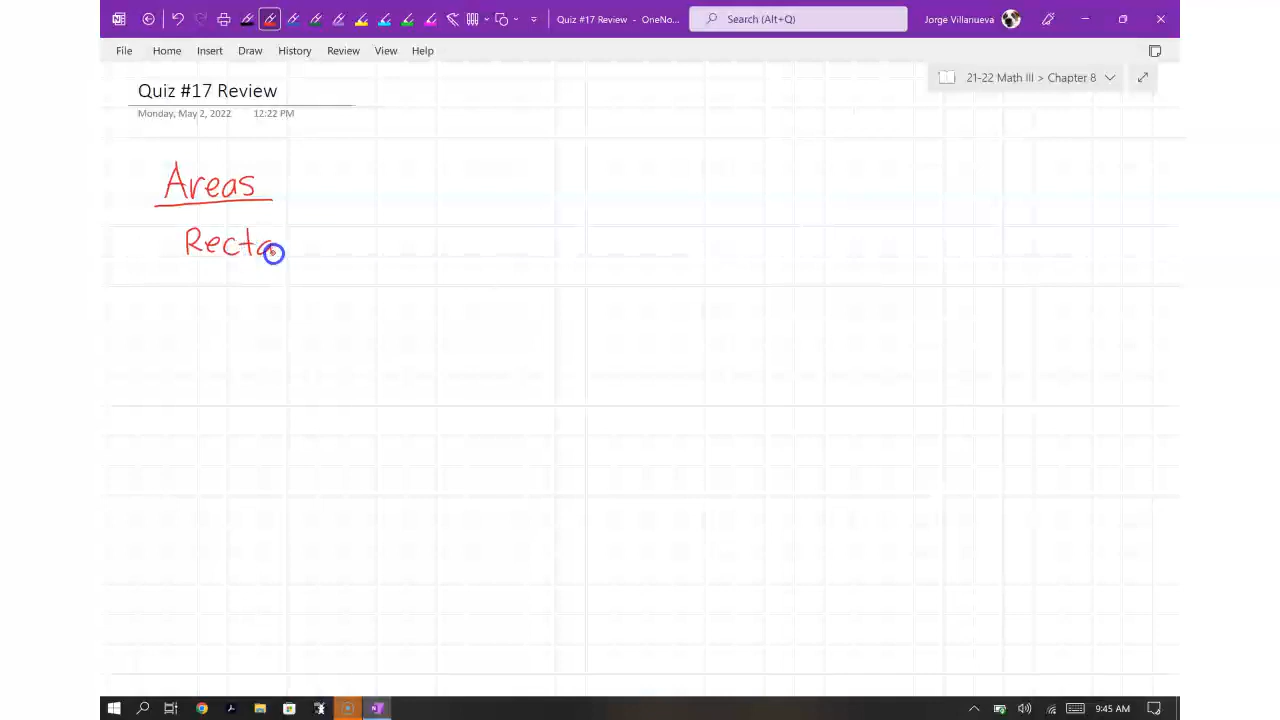 Quiz #17 Review - OneNo...
Search (Alt+Q)
Jorge Villanueva
File Home Insert Draw History Review View Help
Quiz #17 Review
21-22 Math III > Chapter 8
Monday, May 2, 2022 12:22 PM
Areas
Recta
9:45 AM